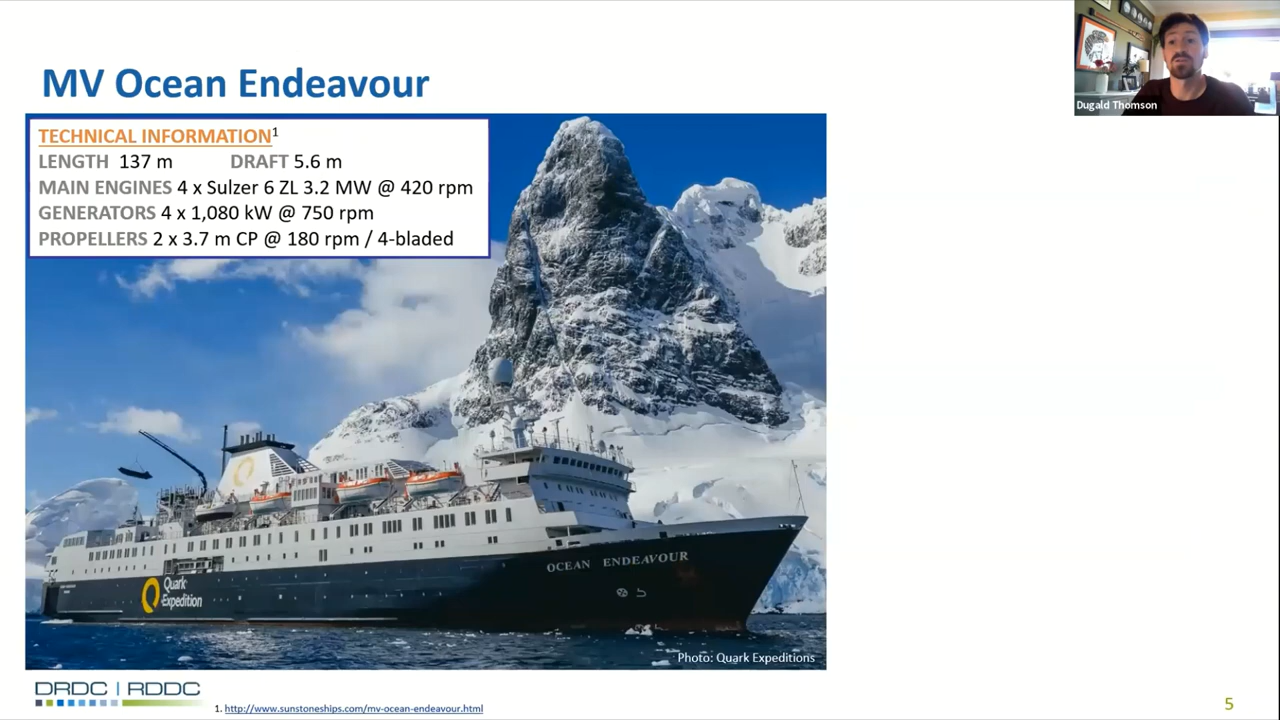 MV Ocean Endeavour
Dugald Thomson
TECHNICAL INFORMATION1
LENGTH 137 m DRAFT 5.6 m
MAIN ENGINES 4 x Sulzer 6 ZL 3.2 MW @ 420 rpm
GENERATORS 4 x 1,080 kW @ 750 rpm
PROPELLERS 2 x 3.7 m CP @ 180 rpm / 4-bladed
OCEAN ENDEAVOUR
Quark
Expedition
Photo: Quark Expeditions
DRDC | RDDC
1. http://www.sunstoneships.com/mv-ocean-endeavour.html
5